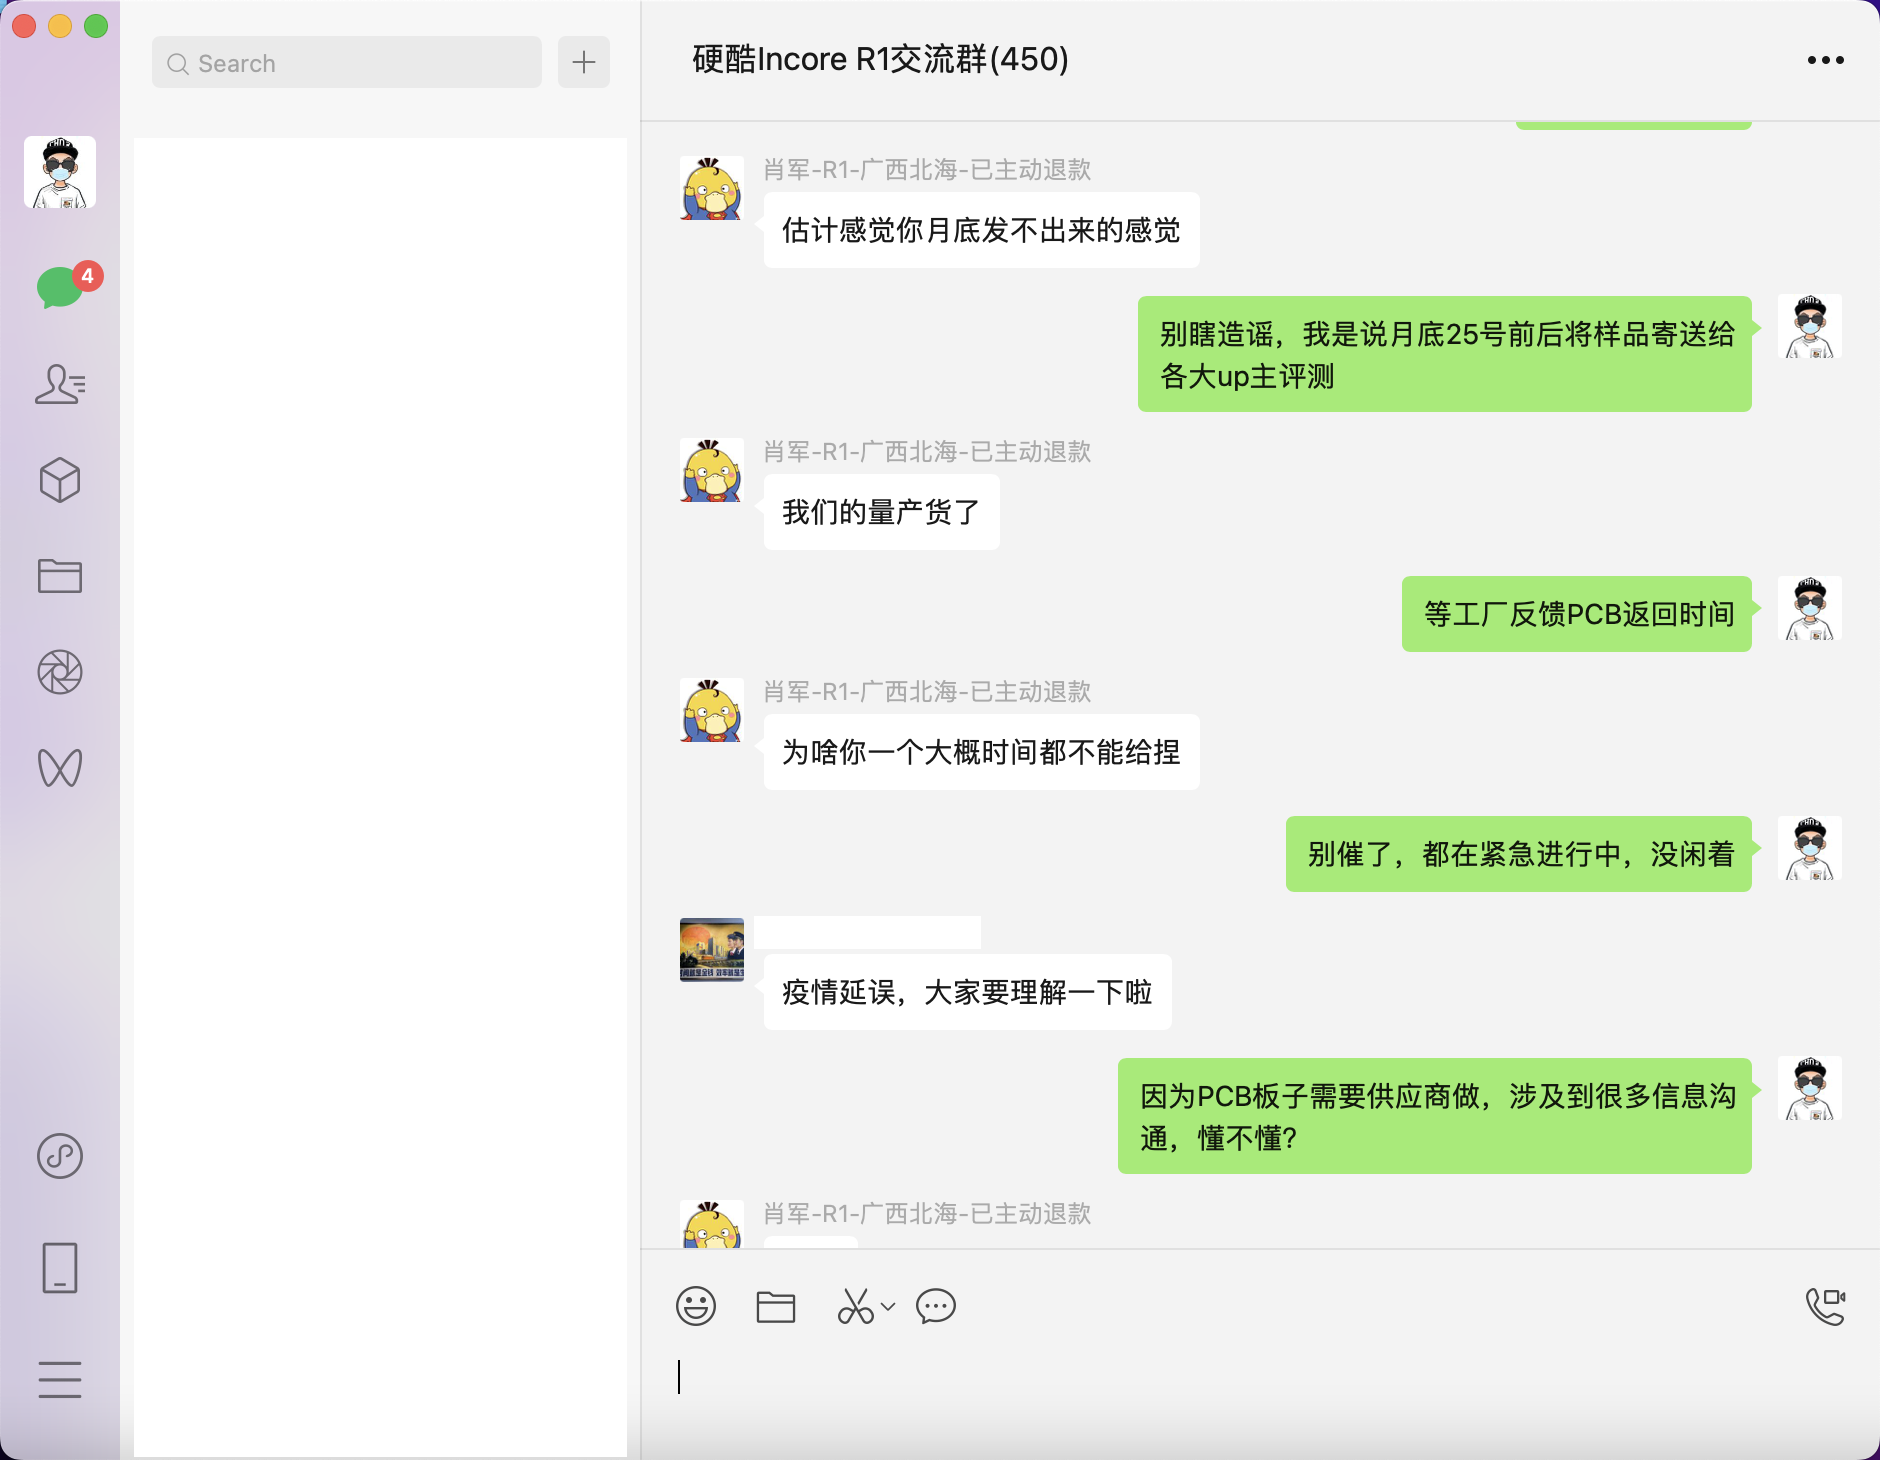 Search
硬酷Incore R1交流群(450)
4
肖军-R1-广西北海-已主动退款
估计感觉你月底发不出来的感觉
别瞎造谣，我是说月底25号前后将样品寄送给
各大up主评测
肖军-R1-广西北海-已主动退款
我们的量产货了
等工厂反馈PCB返回时间
肖军-R1-广西北海-已主动退款
为啥你一个大概时间都不能给捏
别催了，都在紧急进行中，没闲着
疫情延误，大家要理解一下啦
因为PCB板子需要供应商做，涉及到很多信息沟
通，懂不懂?
肖军-R1-广西北海-已主动退款